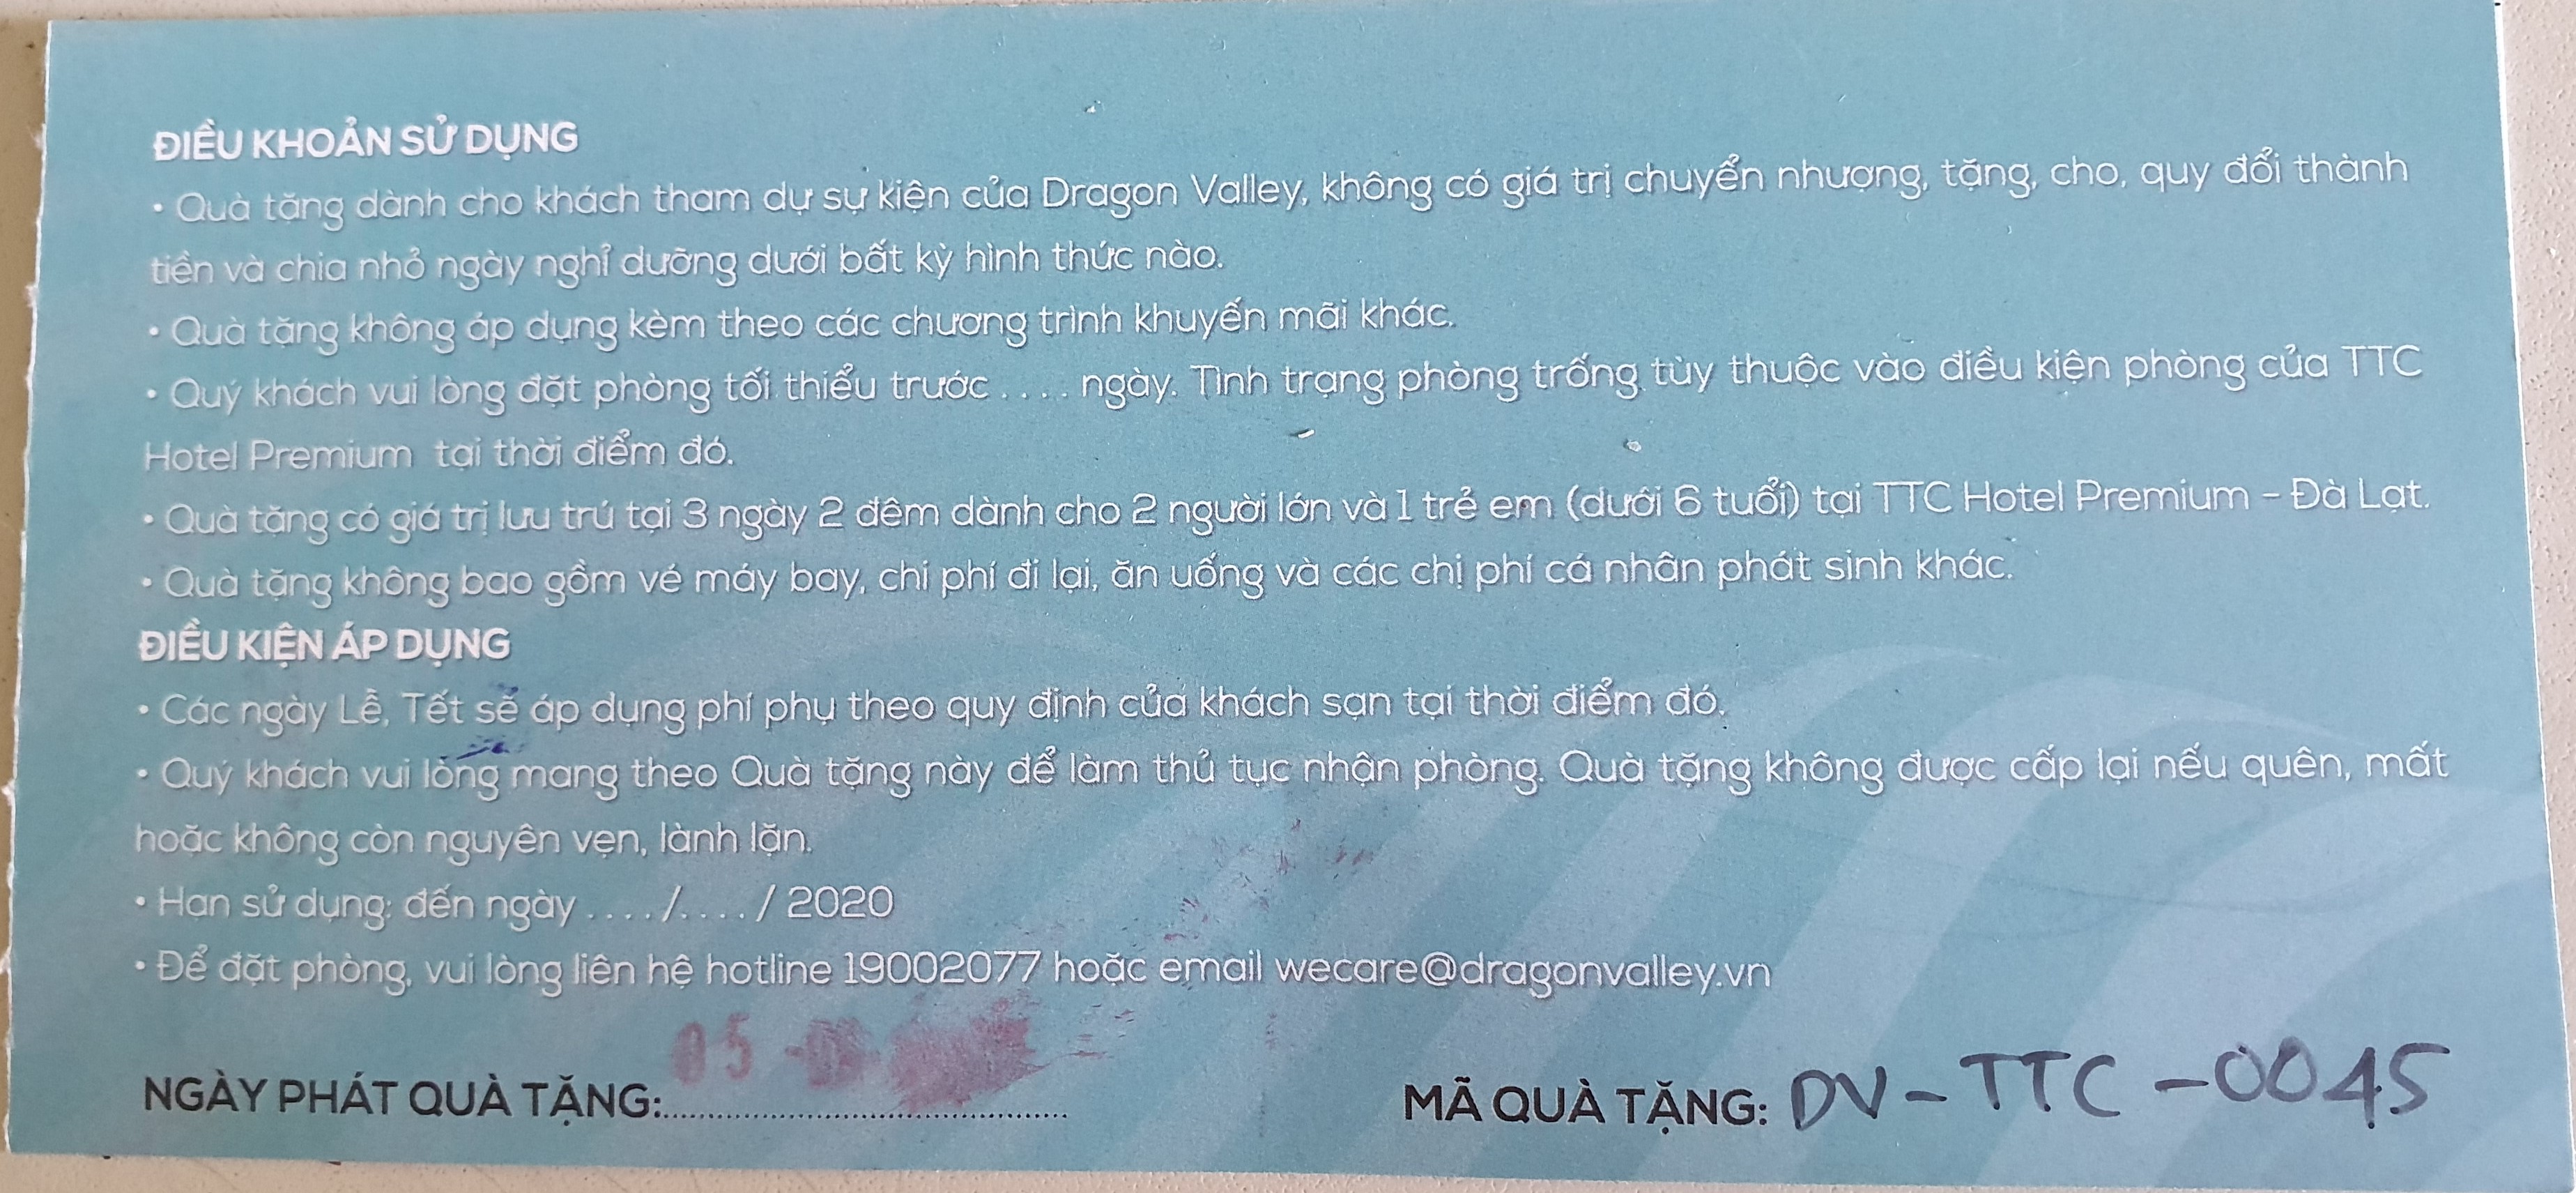 ĐIỀU KHOẢN SỬ DỤNG
• Quà tặng dành cho khách tham dự sự kiện của Dragon Valley, không có giá trị chuyển nhượng, tặng, cho, quy đổi thành
tiền và chia nhỏ ngày nghỉ dưỡng dưới bất kỳ hình thức nào.
• Quà tặng không áp dụng kèm theo các chương trình khuyến mãi khác.
• Quý khách vui lòng đặt phòng tối thiểu trước .... ngày. Tình trạng phòng trống tùy thuộc vào điều kiện phòng của TTC
Hotel Premium tại thời điểm đó.
• Quà tặng có giá trị lưu trú tại 3 ngày 2 đêm dành cho 2 người lớn và 1 trẻ em (dưới 6 tuổi) tại TTC Hotel Premium - Đà Lạt.
• Quà tặng không bao gồm vé máy bay, chi phí đi lại, ăn uống và các chị phí cá nhân phát sinh khác.
ĐIỀU KIỆN ÁP DỤNG
• Các ngày Lễ, Tết sẽ áp dụng phí phụ theo quy định của khách sạn tại thời điểm đó.
• Quý khách vui lòng mang theo Quà tặng này để làm thủ tục nhận phòng. Quà tặng không được cấp lại nếu quên, mất
hoặc không còn nguyên vẹn, lành lặn.
• Hạn sử dụng: đến ngày ..../..../ 2020
• Để đặt phòng, vui lòng liên hệ hotline 19002077 hoặc email wecare@dragonvalley.vn
NGÀY PHÁT QUÀ TẶNG: 05
MÃ QUÀ TẶNG: DV-TTC-0045